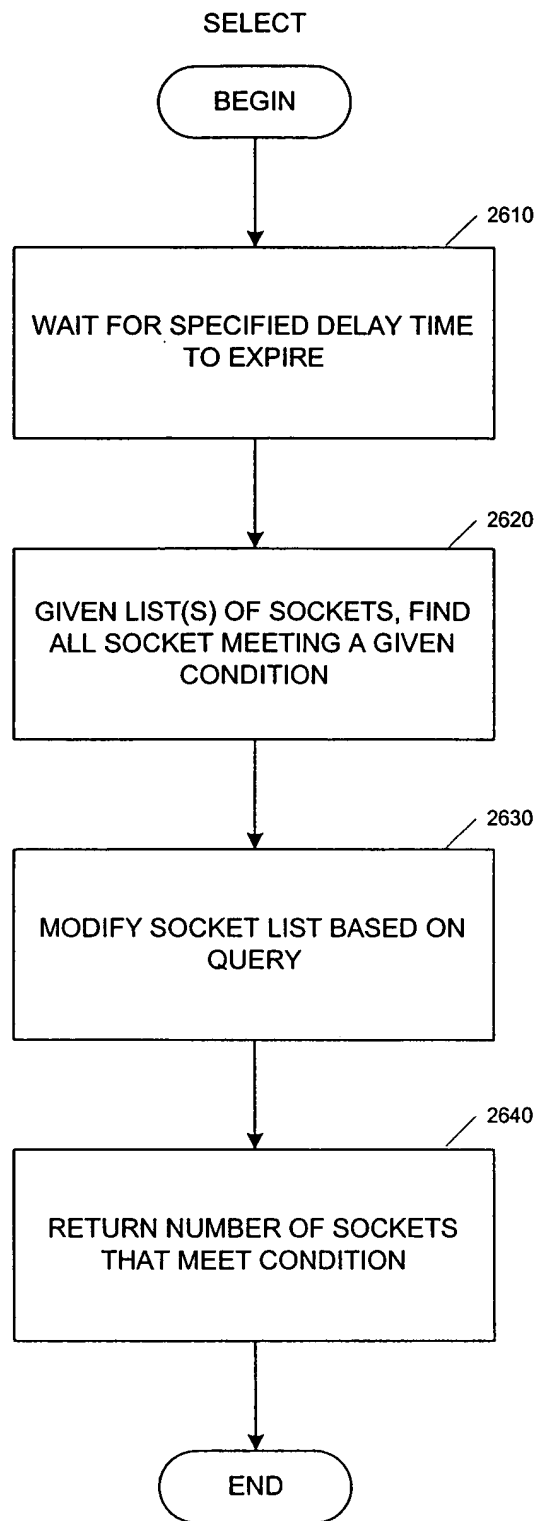 SELECT
BEGIN
2610
WAIT FOR SPECIFIED DELAY TIME
TO EXPIRE
2620
GIVEN LIST(S) OF SOCKETS, FIND
ALL SOCKET MEETING A GIVEN
CONDITION
2630
MODIFY SOCKET LIST BASED ON
QUERY
2640
RETURN NUMBER OF SOCKETS
THAT MEET CONDITION
END